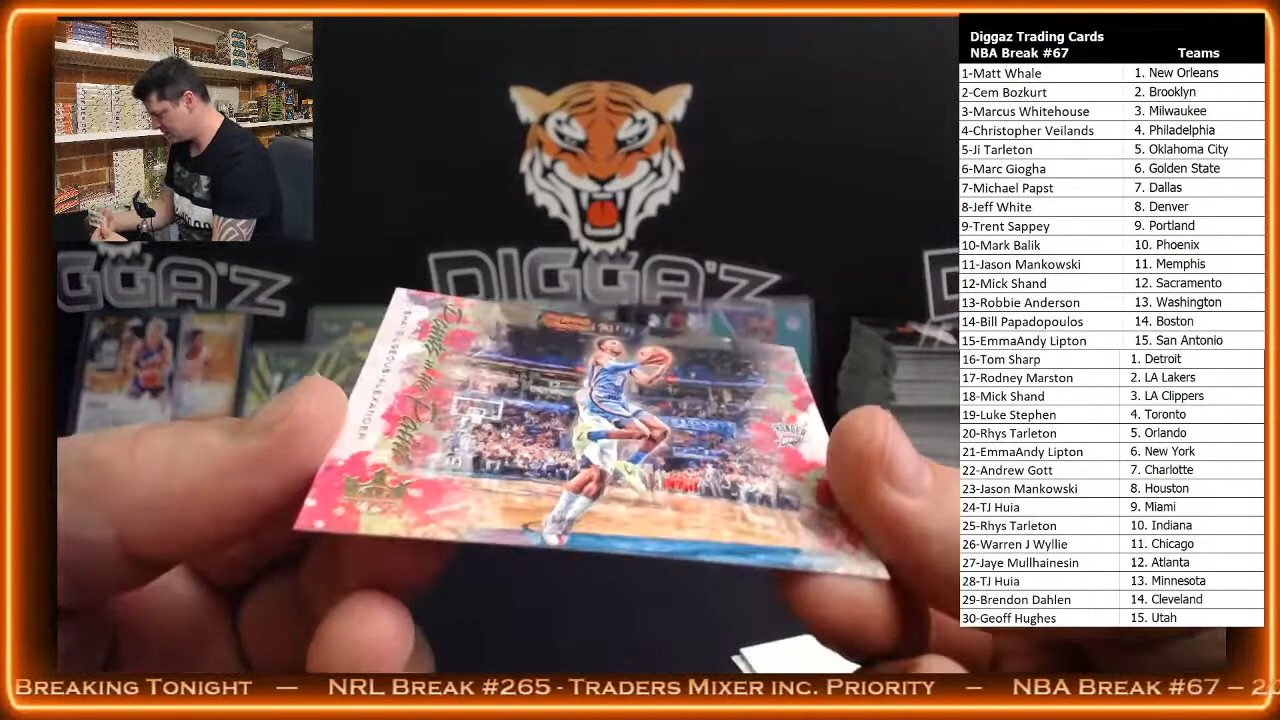 Diggaz Trading Cards
NBA Break #67 Teams
1-Matt Whale 1. New Orleans
2-Cem Bozkurt 2. Brooklyn
3-Marcus Whitehouse 3. Milwaukee
4-Christopher Veilands 4. Philadelphia
5-Ji Tarleton 5. Oklahoma City
6-Marc Giogha 6. Golden State
7-Michael Papst 7. Dallas
8-Jeff White 8. Denver
9-Trent Sappey 9. Portland
10-Mark Balik 10. Phoenix
11-Jason Mankowski 11. Memphis
12-Mick Shand 12. Sacramento
13-Robbie Anderson 13. Washington
14-Bill Papadopoulos 14. Boston
15-EmmaAndy Lipton 15. San Antonio
16-Tom Sharp 1. Detroit
17-Rodney Marston 2. LA Lakers
18-Mick Shand 3. LA Clippers
19-Luke Stephen 4. Toronto
20-Rhys Tarleton 5. Orlando
21-EmmaAndy Lipton 6. New York
22-Andrew Gott 7. Charlotte
23-Jason Mankowski 8. Houston
24-TJ Huia 9. Miami
25-Rhys Tarleton 10. Indiana
26-Warren J Wyllie 11. Chicago
27-Jaye Mullhainesin 12. Atlanta
28-TJ Huia 13. Minnesota
29-Brendon Dahlen 14. Cleveland
30-Geoff Hughes 15. Utah
DIGGA'Z
GGA'Z
D
SHAI GILGEOUS-ALEXANDER
THUNDER
BREAKING TONIGHT — NRL BREAK #265 - TRADERS MIXER INC. PRIORITY — NBA BREAK #67 –